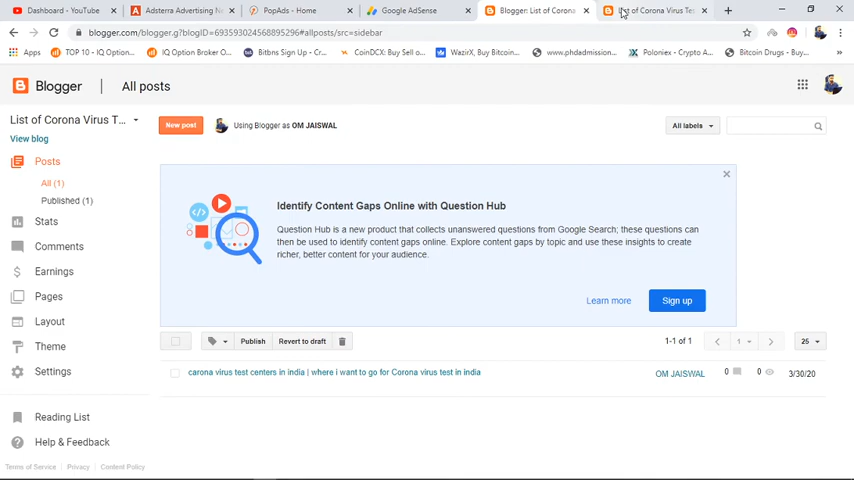 Dashboard - YouTube
Adsterra Advertising Ne
PopAds - Home
Google AdSense
Blogger: List of Corona
List of Corona Virus Tes
blogger.com/blogger.g?blogID=6935930245688952​96#allposts/src=sidebar
Apps
TOP 10 - IQ Option...
IQ Option Broker O...
Bitbns Sign Up - Cr...
CoinDCX: Buy Sell o...
WazirX, Buy Bitcoin...
www.phdadmission...
Poloniex - Crypto A...
Bitcoin Drugs - Buy...
Blogger
All posts
List of Corona Virus T...
View blog
New post
Using Blogger as OM JAISWAL
All labels
Posts
All (1)
Published (1)
Stats
Comments
Earnings
Pages
Layout
Theme
Settings
Reading List
Help & Feedback
Terms of Service | Privacy | Content Policy
Identify Content Gaps Online with Question Hub
Question Hub is a new product that collects unanswered questions from Google Search; these questions can
then be used to identify content gaps online. Explore content gaps by topic and use these insights to create
richer, better content for your audience.
Learn more
Sign up
Publish
Revert to draft
1-1 of 1
1
25
carona virus test centers in india | where i want to go for Corona virus test in india
OM JAISWAL
0
0
3/30/20